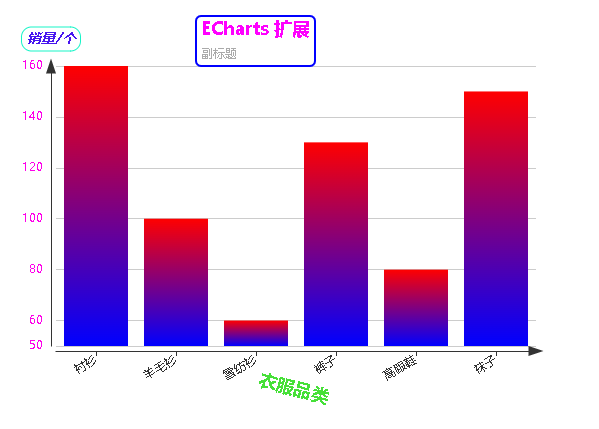 ECharts 扩展
副标题
销量/个
160
140
120
100
80
60
50
衬衫
羊毛衫
雪纺衫
裤子
高跟鞋
袜子
衣服品类